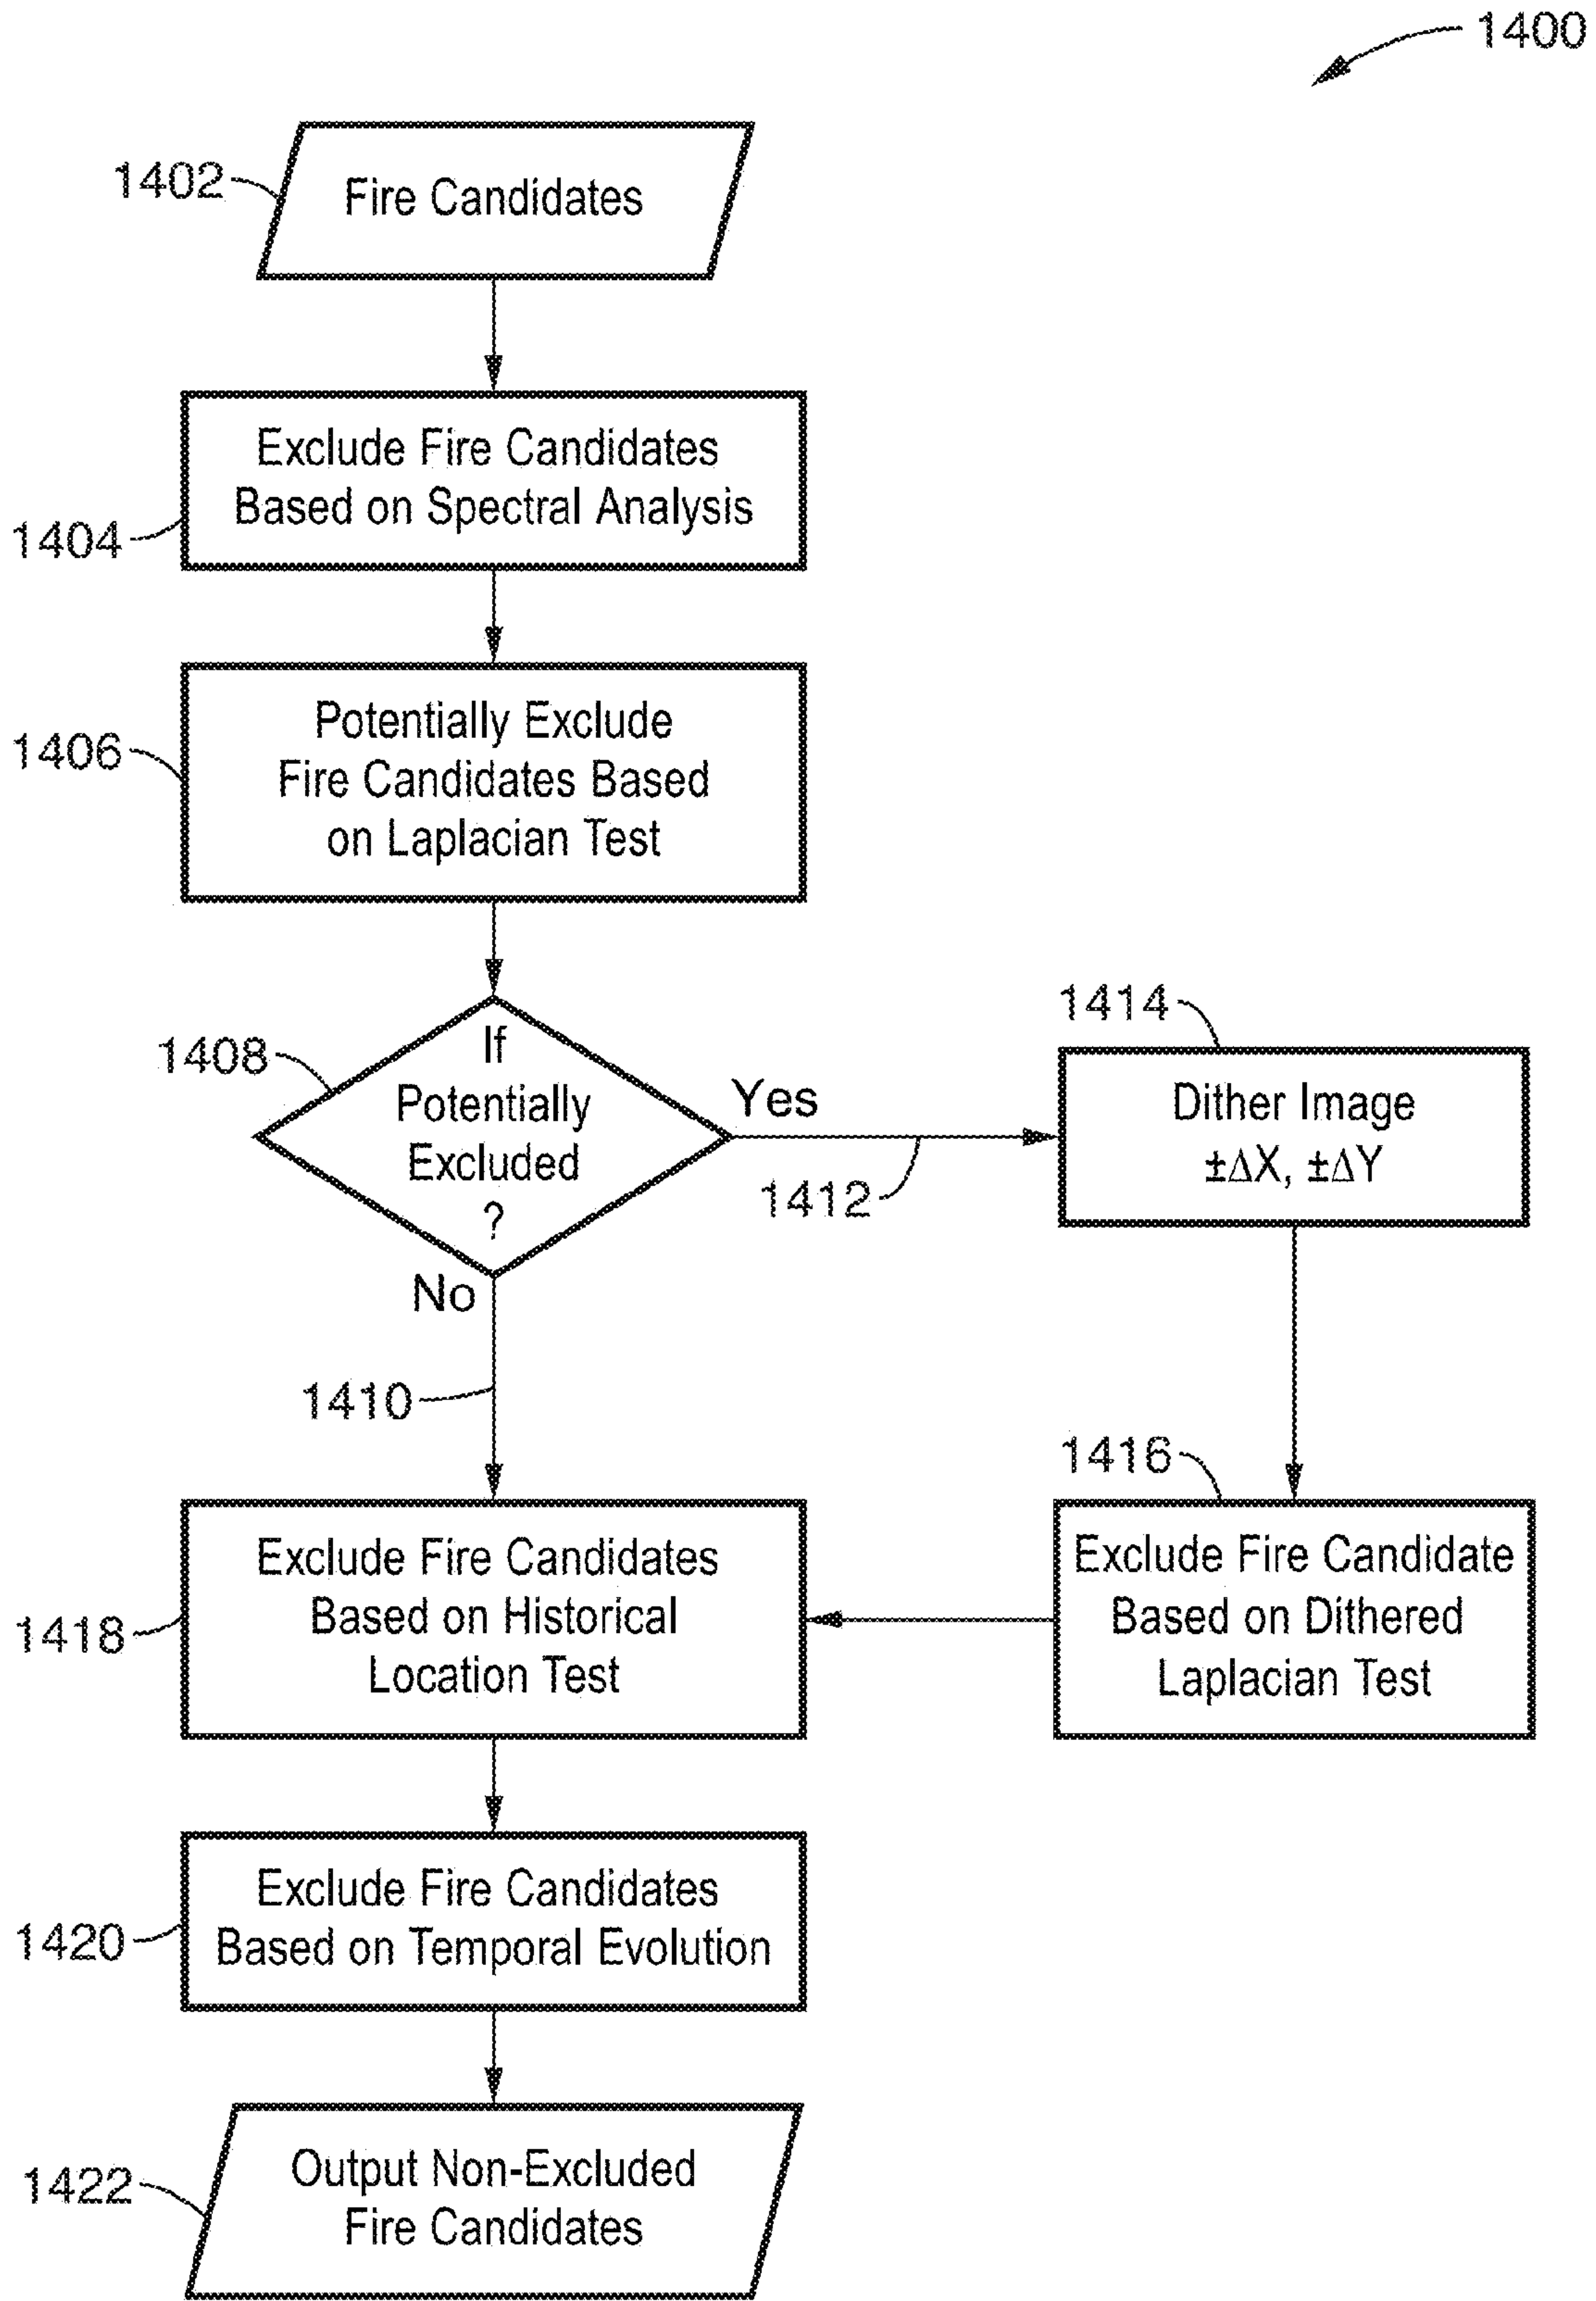 1400
1402
Fire Candidates
1404
Exclude Fire Candidates
Based on Spectral Analysis
1406
Potentially Exclude
Fire Candidates Based
on Laplacian Test
1408
If
Potentially
Excluded
?
Yes
No
1412
1414
Dither Image
±ΔX, ±ΔY
1410
1416
Exclude Fire Candidate
Based on Dithered
Laplacian Test
1418
Exclude Fire Candidates
Based on Historical
Location Test
1420
Exclude Fire Candidates
Based on Temporal Evolution
1422
Output Non-Excluded
Fire Candidates